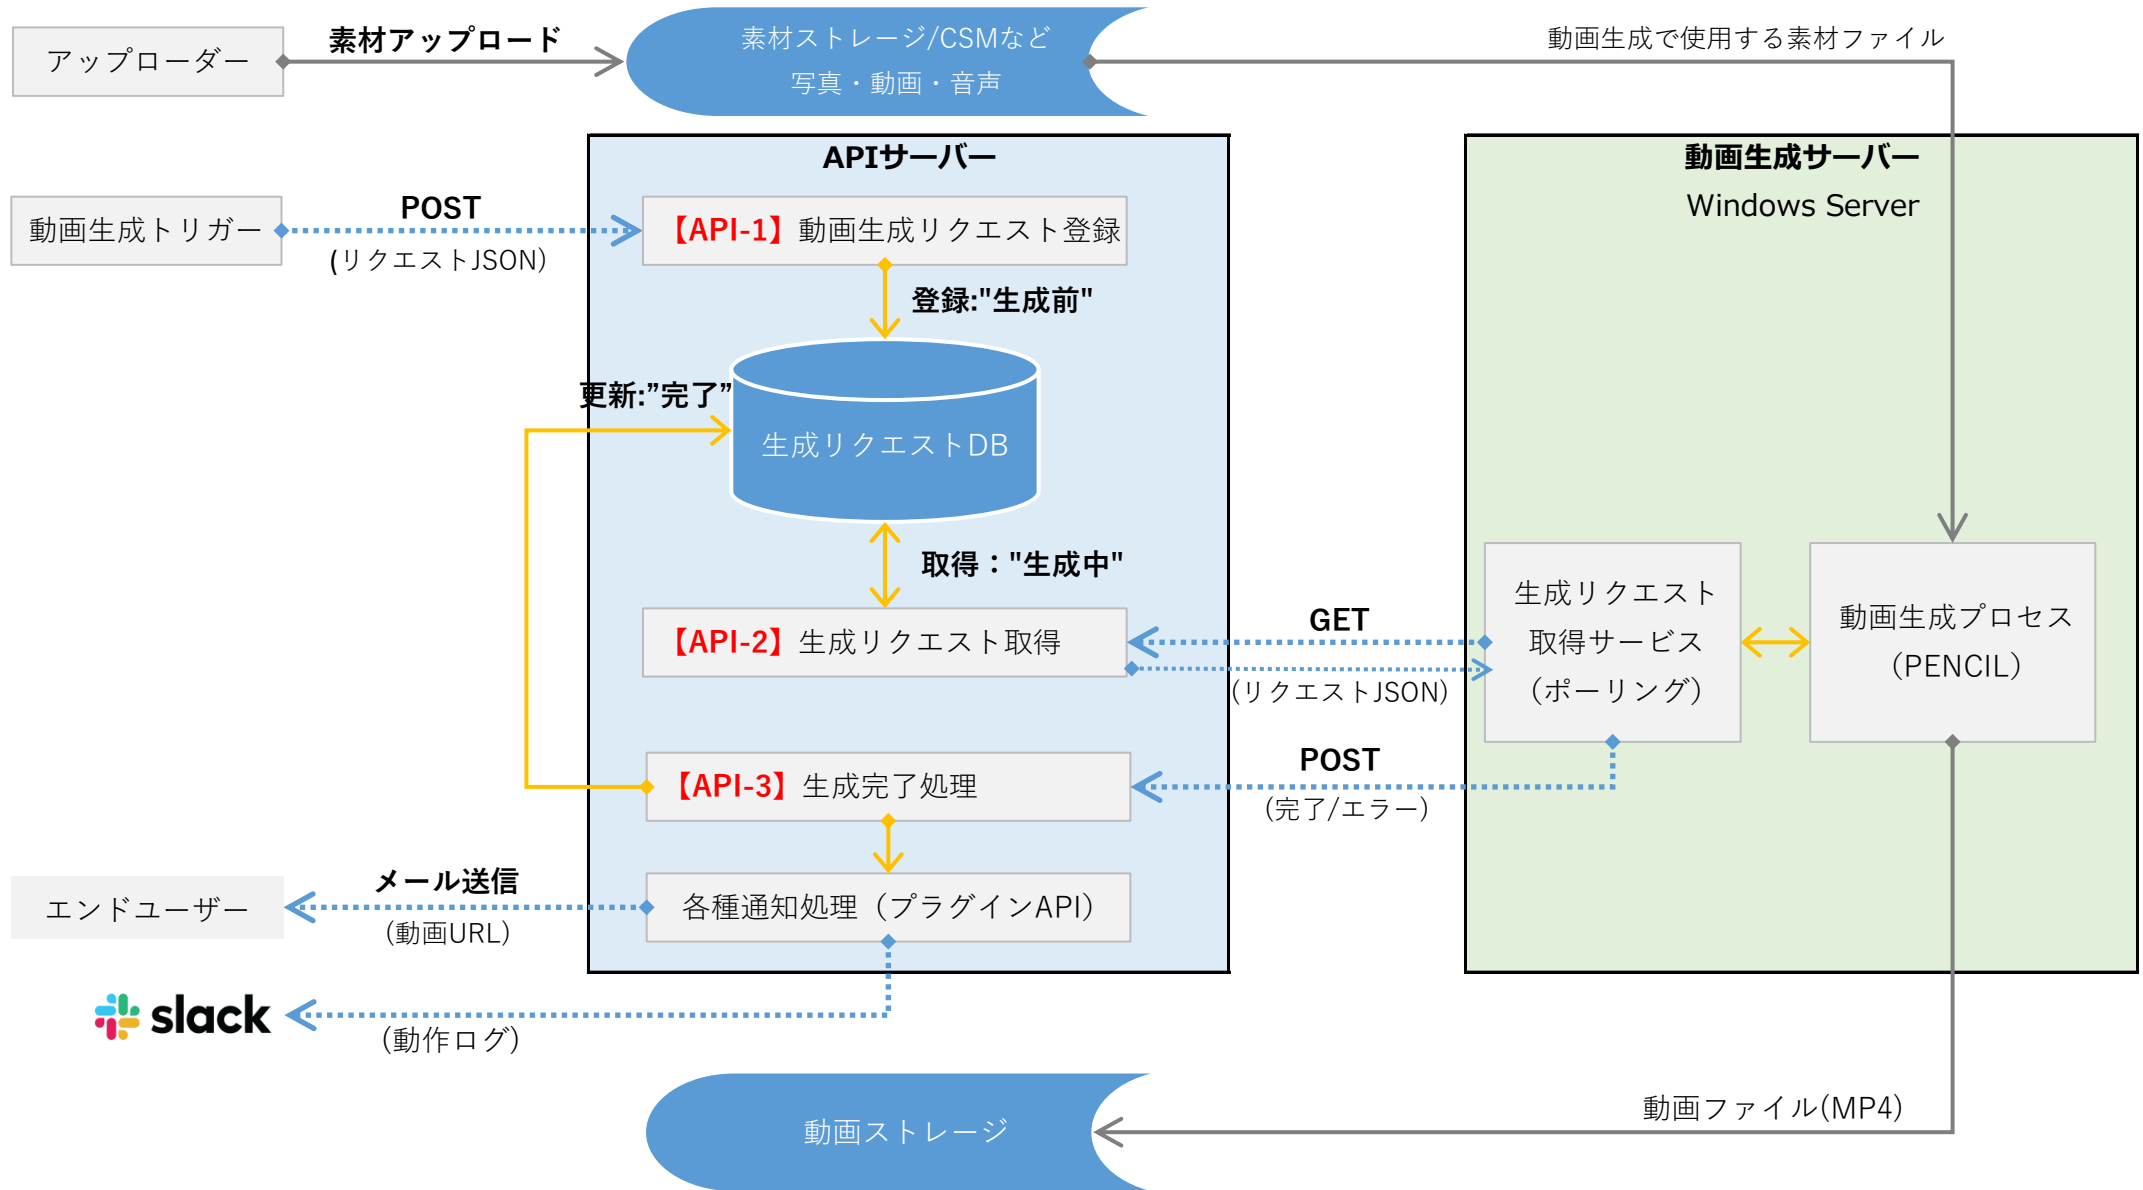 アップローダー
素材アップロード
素材ストレージ/CSMなど
写真・動画・音声
動画生成で使用する素材ファイル
APIサーバー
動画生成サーバー
Windows Server
動画生成トリガー
POST
(リクエストJSON)
【API-1】動画生成リクエスト登録
登録:"生成前"
更新:”完了”
生成リクエストDB
取得："生成中"
【API-2】生成リクエスト取得
GET
(リクエストJSON)
生成リクエスト
取得サービス
（ポーリング）
動画生成プロセス
（PENCIL）
【API-3】生成完了処理
POST
(完了/エラー)
エンドユーザー
メール送信
(動画URL)
各種通知処理（プラグインAPI）
slack
(動作ログ)
動画ストレージ
動画ファイル(MP4)